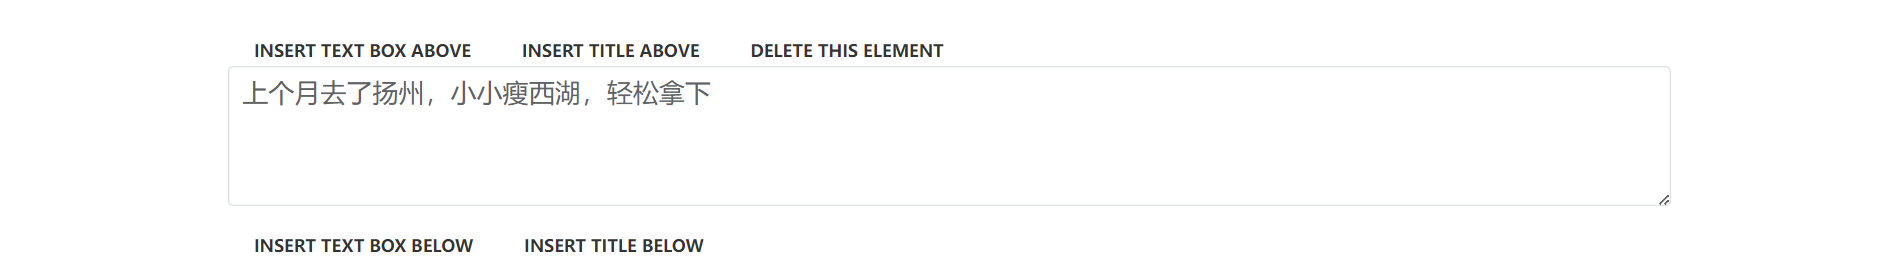 INSERT TEXT BOX ABOVE INSERT TITLE ABOVE DELETE THIS ELEMENT
上个月去了扬州，小小瘦西湖，轻松拿下
INSERT TEXT BOX BELOW INSERT TITLE BELOW